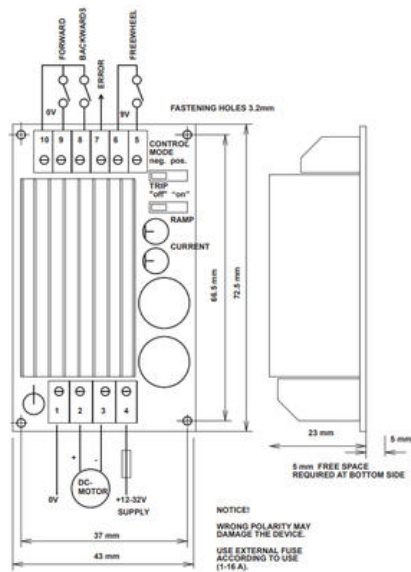 FORWARD
BACKWARDS
ERROR
FREEWHEEL
0V
9V
FASTENING HOLES 3.2mm
10 9 8 7 6 5
CONTROL
MODE
neg. pos.
TRIP
"off" "on"
RAMP
CURRENT
66.5 mm
72.5 mm
1 2 3 4
+ -
DC-
MOTOR
0V
+12-32V
SUPPLY
37 mm
43 mm
23 mm
5 mm
5 mm FREE SPACE
REQUIRED AT BOTTOM SIDE
NOTICE!
WRONG POLARITY MAY
DAMAGE THE DEVICE.
USE EXTERNAL FUSE
ACCORDING TO USE
(1-16 A).